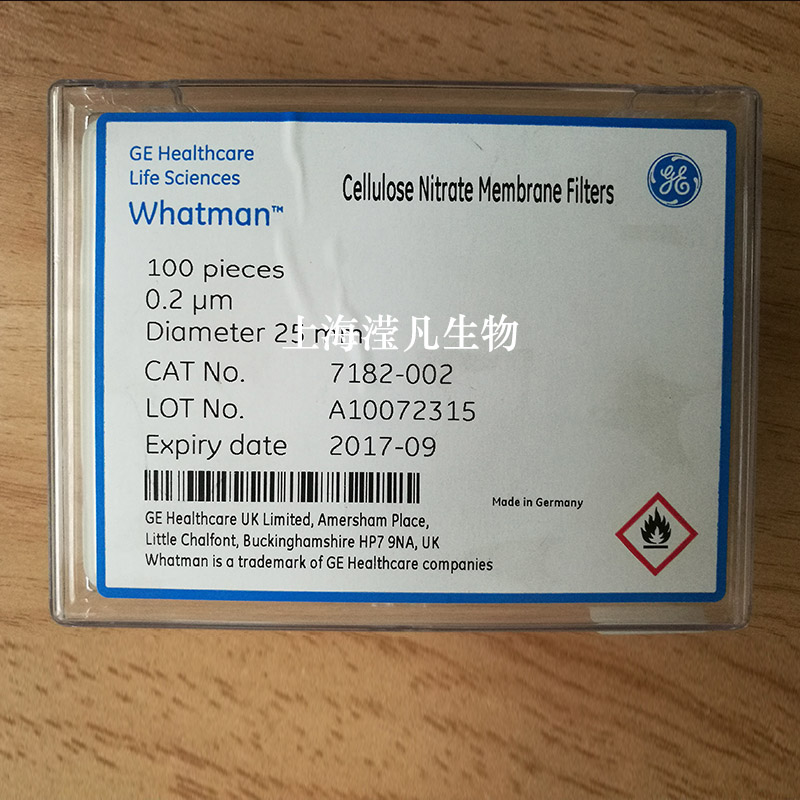 GE Healthcare
Life Sciences
Whatman™
Cellulose Nitrate Membrane Filters
GE
100 pieces
0.2 µm
Diameter 25 mm
上海滢凡生物
CAT No. 7182-002
LOT No. A10072315
Expiry date 2017-09
Made in Germany
GE Healthcare UK Limited, Amersham Place,
Little Chalfont, Buckinghamshire HP7 9NA, UK
Whatman is a trademark of GE Healthcare companies